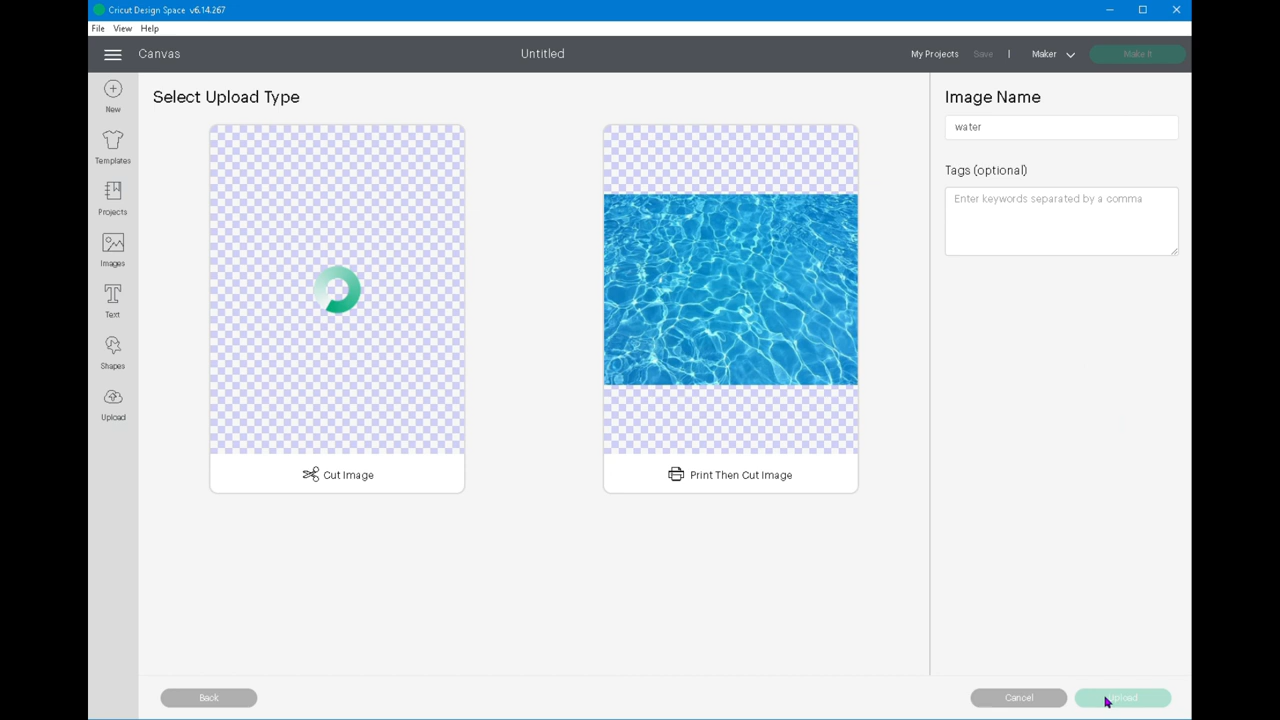 Cricut Design Space v6.14.267
File View Help
Canvas Untitled My Projects Save | Maker Make It
New
Templates
Projects
Images
Text
Shapes
Upload
Select Upload Type
Cut Image
Print Then Cut Image
Image Name
water
Tags (optional)
Enter keywords separated by a comma
Back Cancel Upload